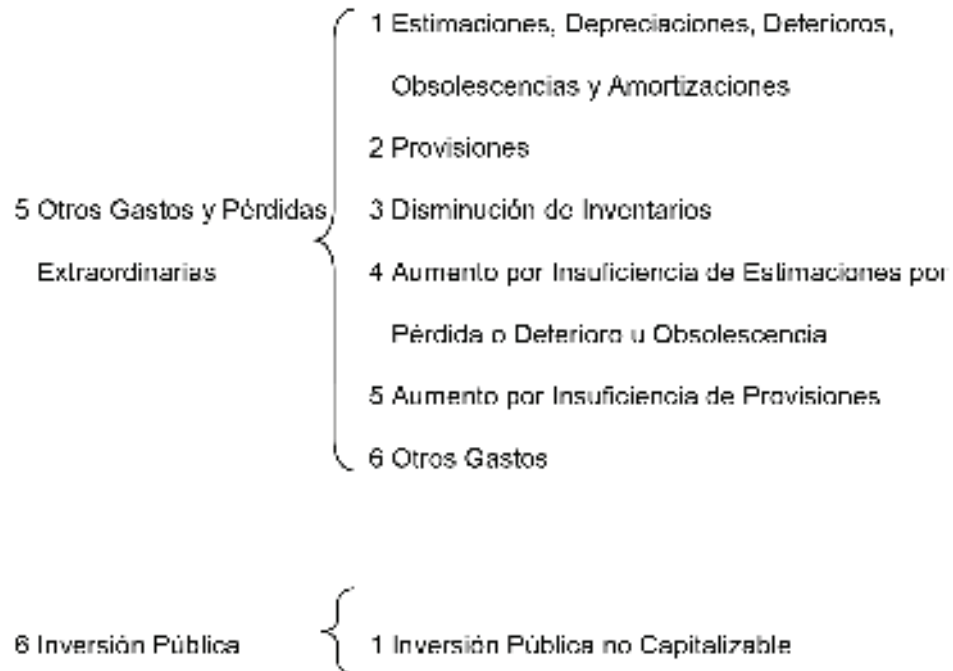 1 Estimaciones, Depreciaciones, Deterioros,
Obsolescencias y Amortizaciones
2 Provisiones
5 Otros Gastos y Pérdidas
Extraordinarias
3 Disminución de Inventarios
4 Aumento por Insuficiencia de Estimaciones por
Pérdida o Deterioro u Obsolescencia
5 Aumento por Insuficiencia de Provisiones
6 Otros Gastos
6 Inversión Pública
1 Inversión Pública no Capitalizable